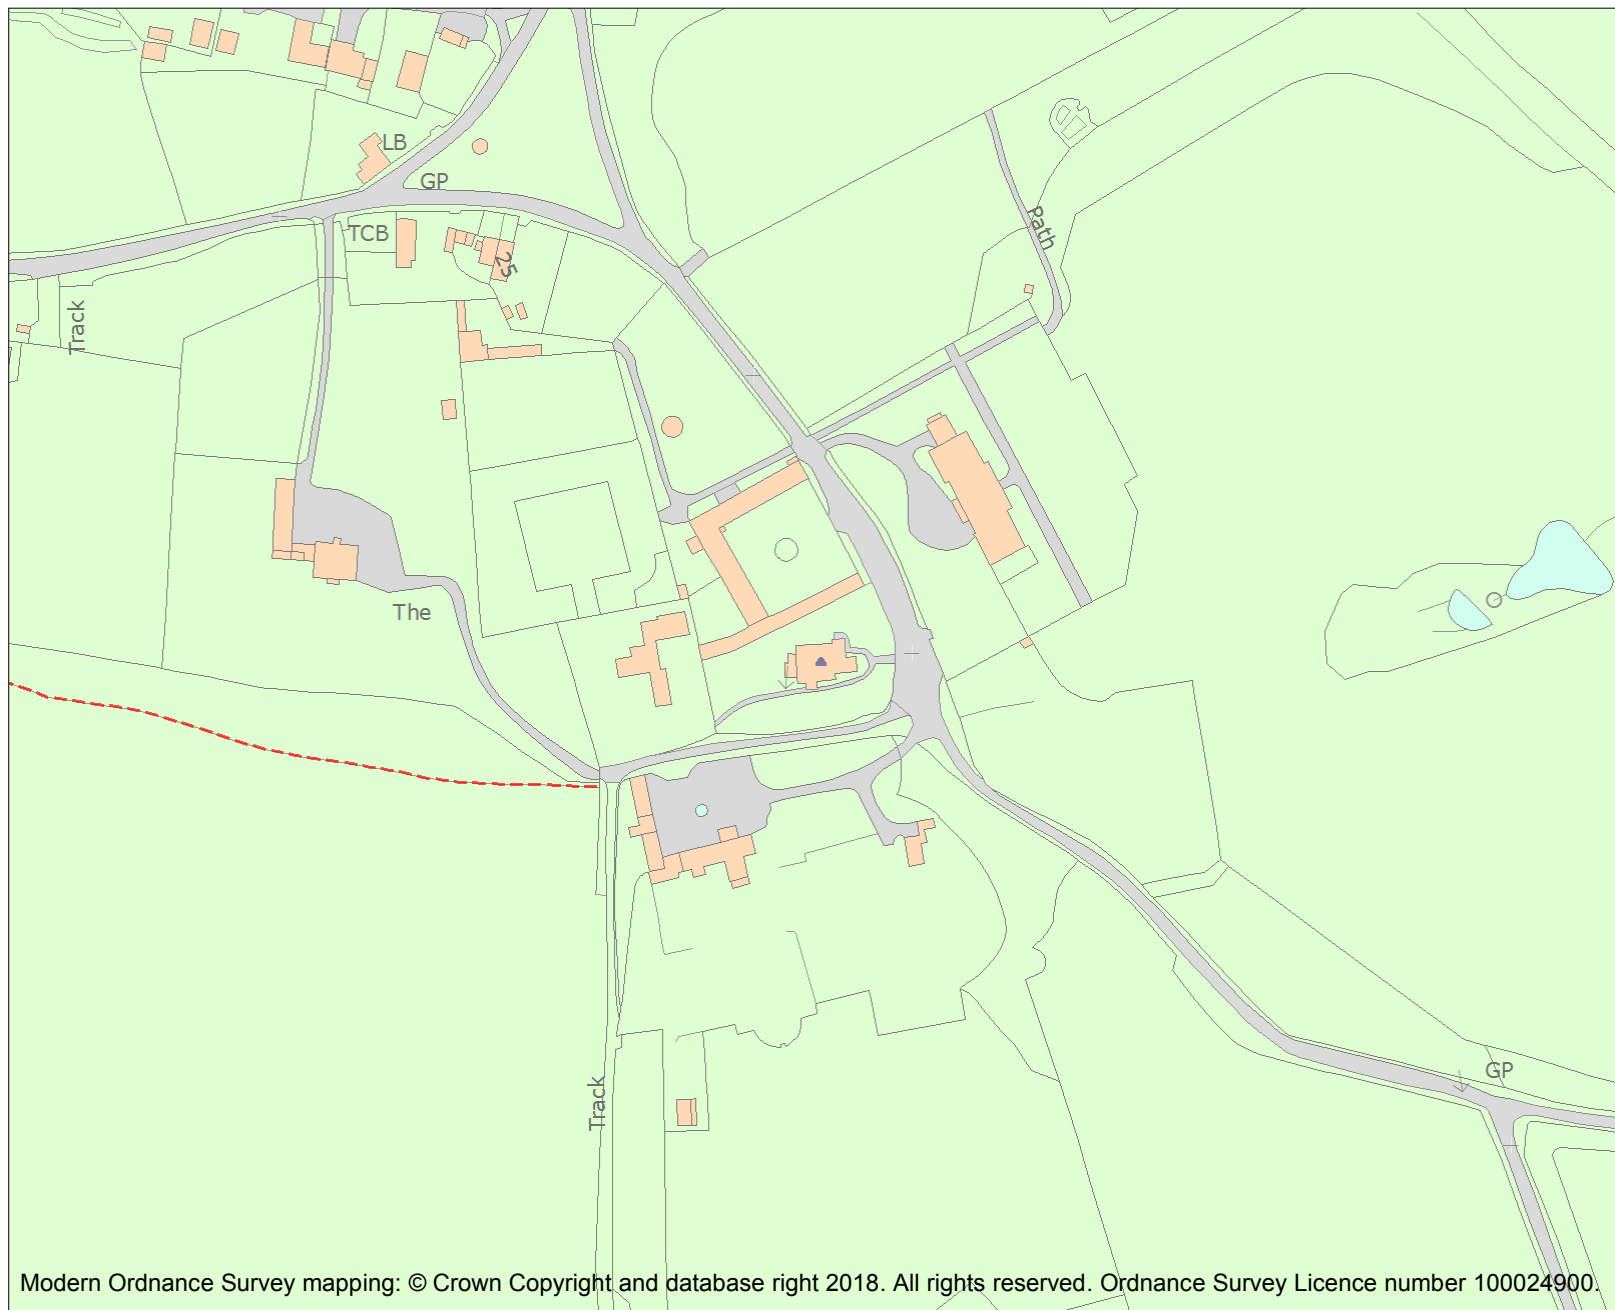 LB
GP
Path
TCB
25
Track
The
GP
Track
Modern Ordnance Survey mapping: © Crown Copyright and database right 2018. All rights reserved. Ordnance Survey Licence number 100024900.